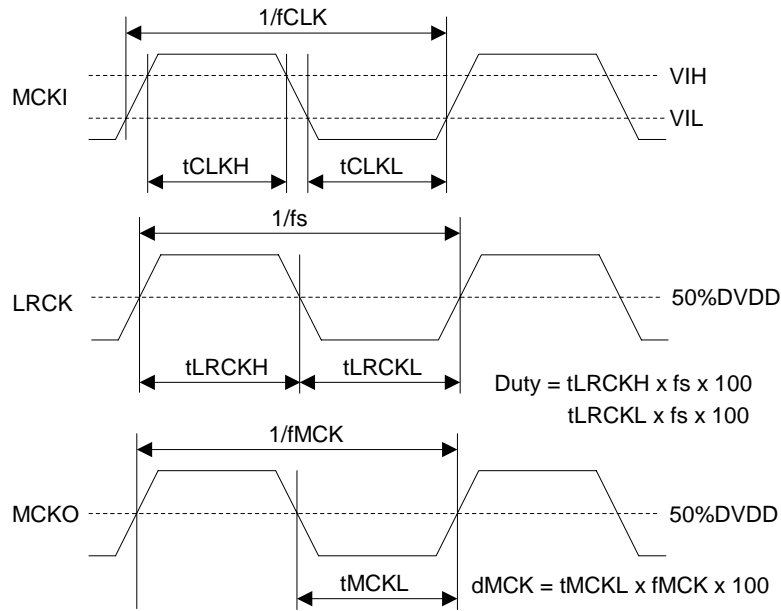 1/fCLK
MCKI
VIH
VIL
tCLKH
tCLKL
1/fs
LRCK
50%DVDD
tLRCKH
tLRCKL
Duty = tLRCKH x fs x 100
tLRCKL x fs x 100
1/fMCK
MCKO
50%DVDD
tMCKL
dMCK = tMCKL x fMCK x 100